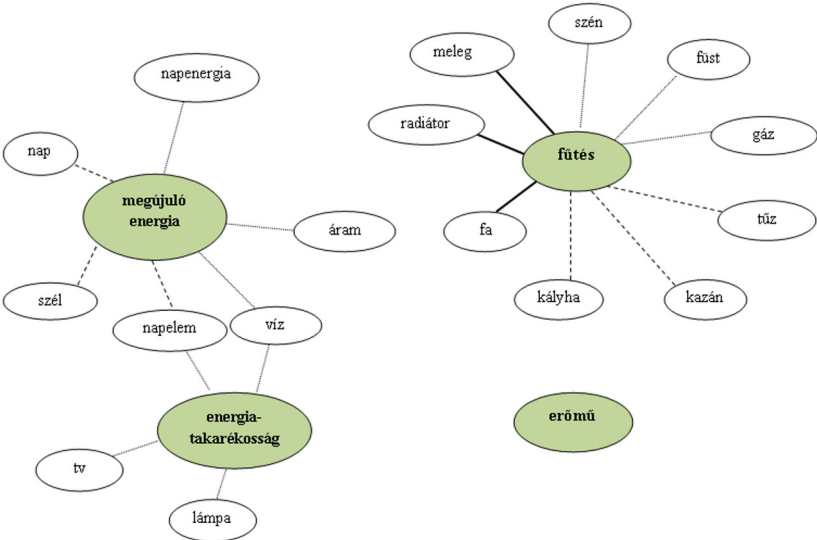 szén
meleg
füst
napenergia
radiátor
gáz
nap
fűtés
megújuló
energia
tűz
áram
fa
szél
kályha
kazán
napelem
víz
energia-
takarékosság
erőmű
tv
lámpa